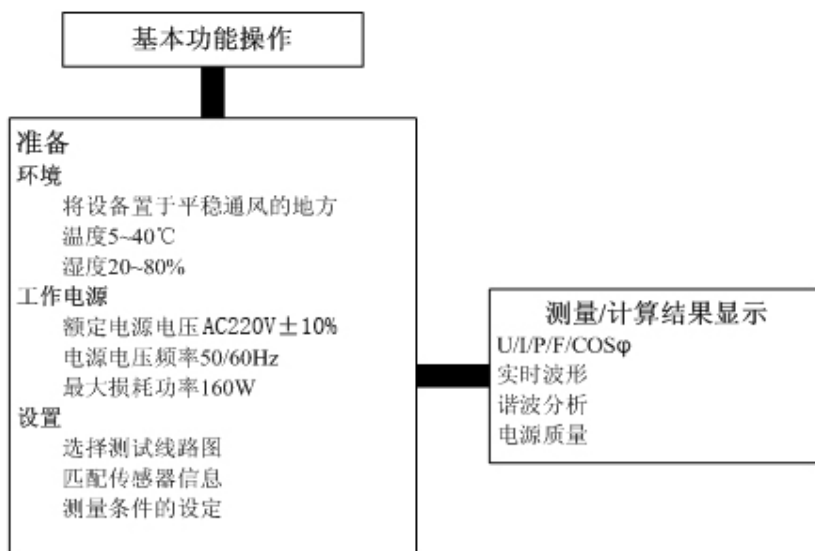 基本功能操作
准备
环境
将设备置于平稳通风的地方
温度5~40℃
湿度20~80%
工作电源
额定电源电压AC220V±10%
电源电压频率50/60Hz
最大损耗功率160W
设置
选择测试线路图
匹配传感器信息
测量条件的设定
测量/计算结果显示
U/I/P/F/COSφ
实时波形
谐波分析
电源质量